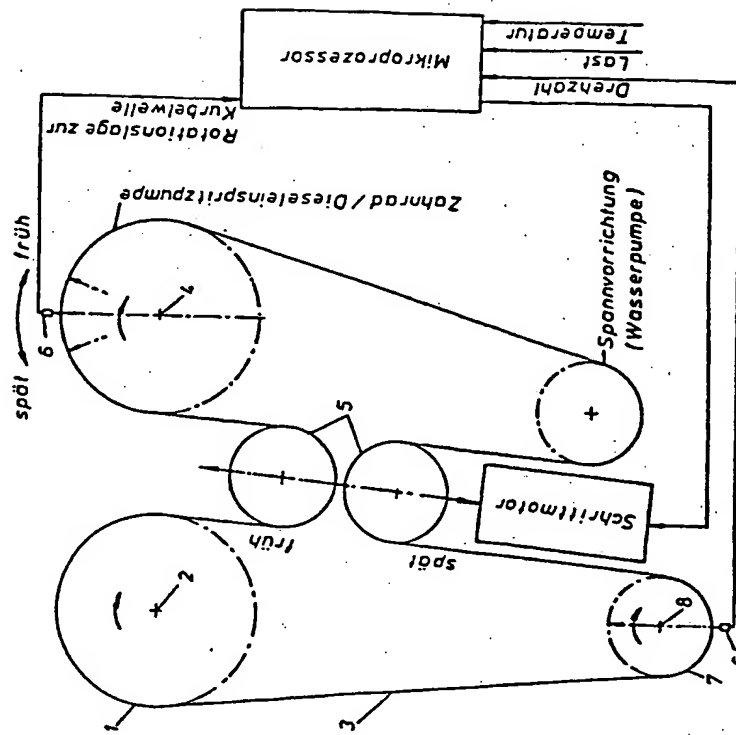 spät
früh
6
4
Zahnrad / Dieseleinspritzpumpe
Rotationslage zur
Kurbelwelle
Mikroprozessor
Drehzahl
Last
Temperatur
1
2
früh
5
spät
Schrittmotor
Spannvorrichtung
(Wasserpumpe)
3
7
8